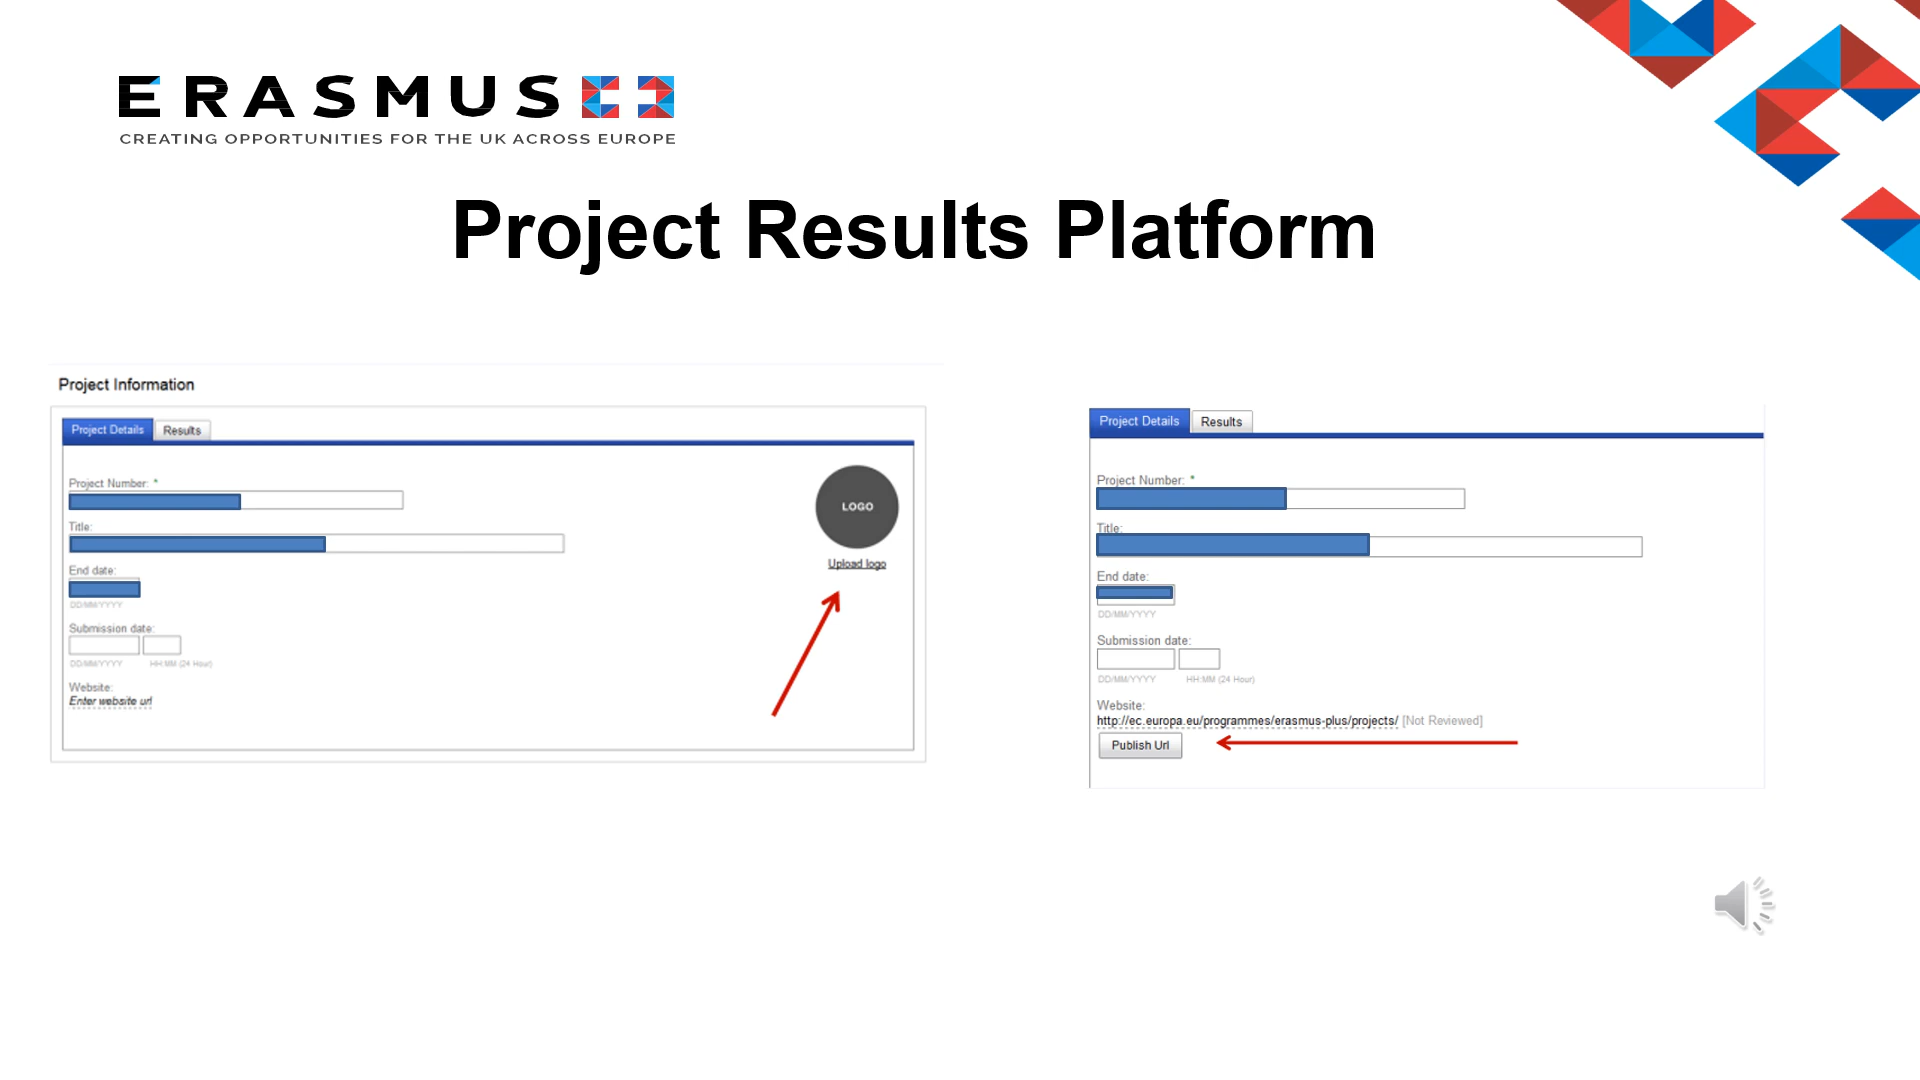 ERASMUS
CREATING OPPORTUNITIES FOR THE UK ACROSS EUROPE
Project Results Platform
Project Information
Project Details Results
Project Number: *
LOGO
Title:
Upload logo
End date:
DD/MM/YYYY
Submission date:
DD/MM/YYYY HH:MM (24 Hour)
Website:
Enter website url
Project Details Results
Project Number: *
Title:
End date:
DD/MM/YYYY
Submission date:
DD/MM/YYYY HH:MM (24 Hour)
Website:
http://ec.europa.eu/programmes/erasmus-plus/projects/ [Not Reviewed]
Publish Url